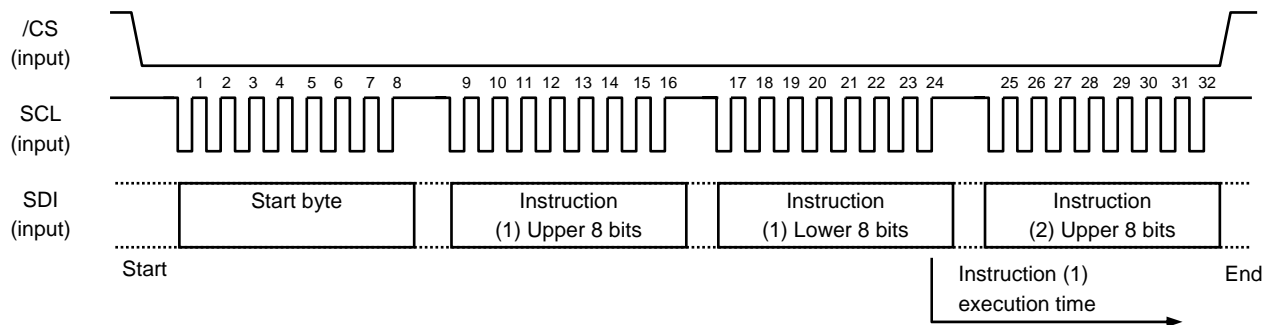 /CS
(input)
1 2 3 4 5 6 7 8 9 10 11 12 13 14 15 16 17 18 19 20 21 22 23 24 25 26 27 28 29 30 31 32
SCL
(input)
SDI
(input)
Start byte
Instruction
(1) Upper 8 bits
Instruction
(1) Lower 8 bits
Instruction
(2) Upper 8 bits
Start
Instruction (1)
execution time
End